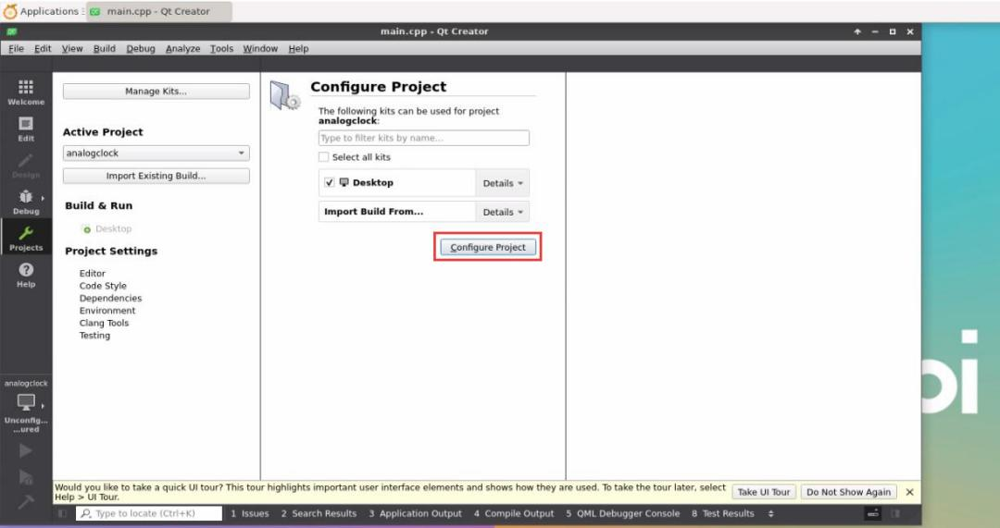 Applications
main.cpp - Qt Creator
main.cpp - Qt Creator
File Edit View Build Debug Analyze Tools Window Help
Welcome
Edit
Design
Debug
Projects
Help
analogclock
Unconfig...
...ured
Manage Kits...
Active Project
analogclock
Import Existing Build...
Build & Run
Desktop
Project Settings
Editor
Code Style
Dependencies
Environment
Clang Tools
Testing
Configure Project
The following kits can be used for project
analogclock:
Type to filter kits by name...
Select all kits
Desktop Details
Import Build From... Details
Configure Project
pi
Would you like to take a quick UI tour? This tour highlights important user interface elements and shows how they are used. To take the tour later, select
Help > UI Tour.
Take UI Tour Do Not Show Again
Type to locate (Ctrl+K) 1 Issues 2 Search Results 3 Application Output 4 Compile Output 5 QML Debugger Console 8 Test Results